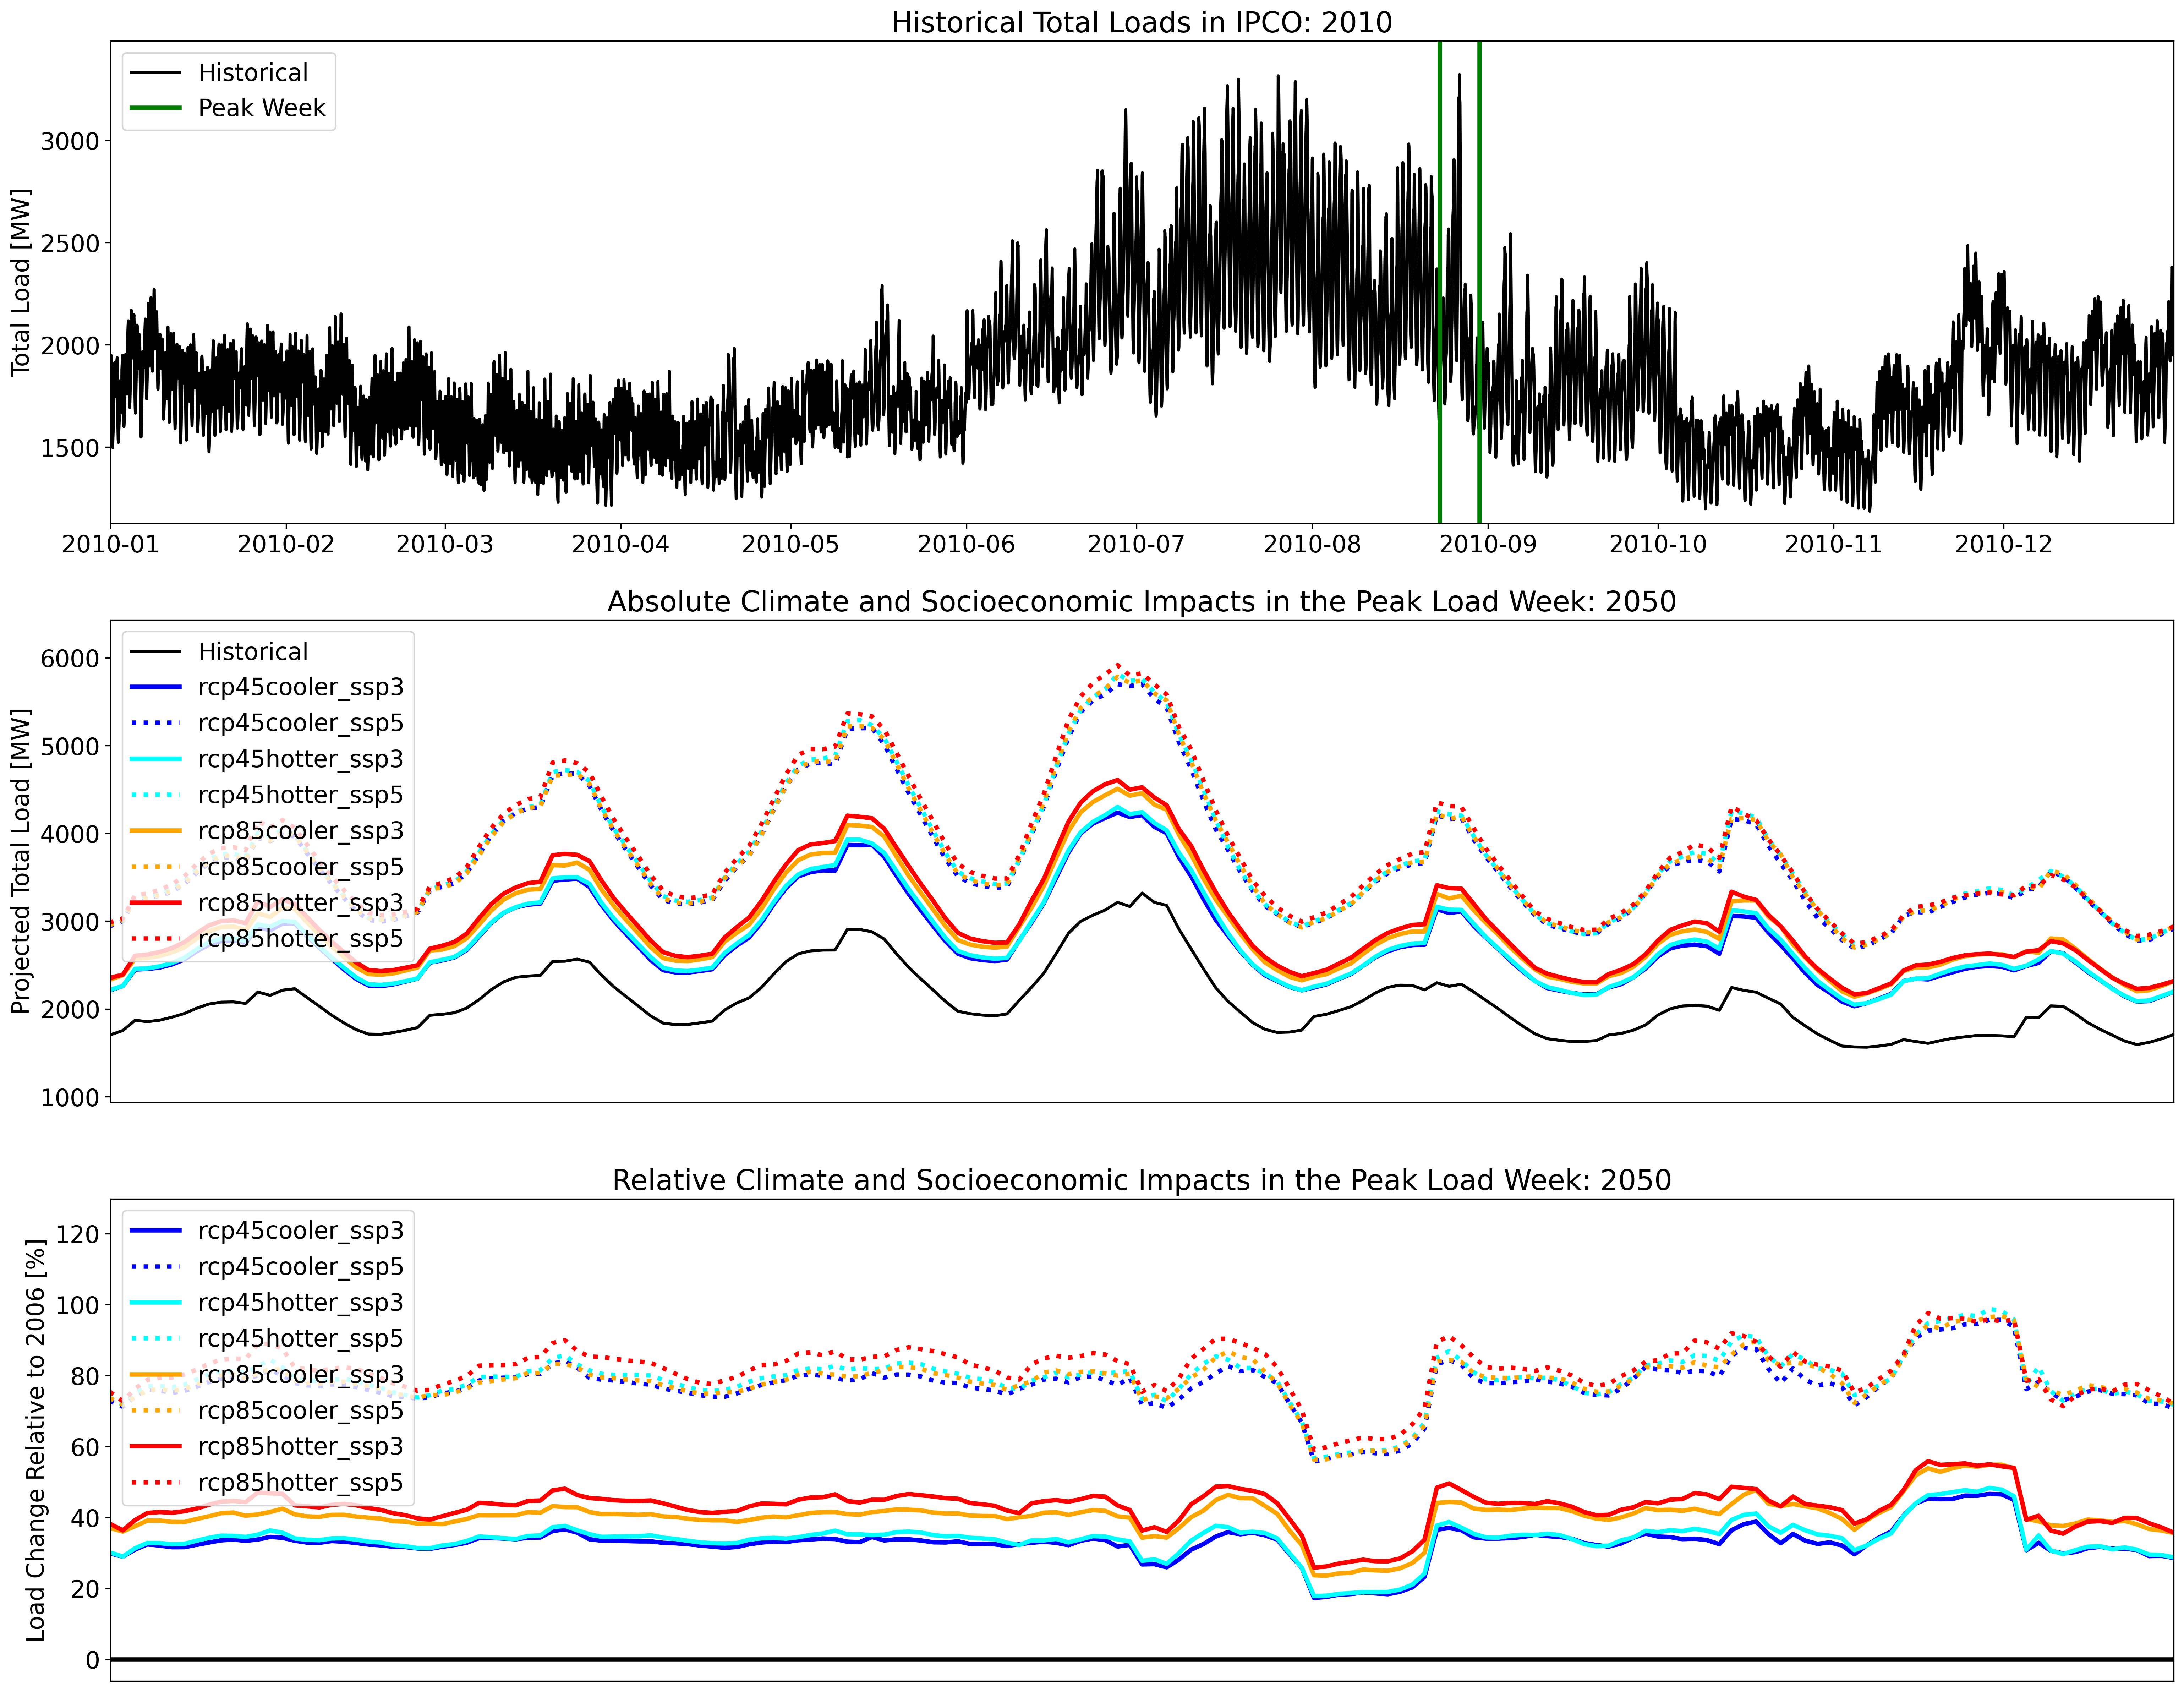 Historical Total Loads in IPCO: 2010
Historical
Peak Week
Total Load [MW]
3000
2500
2000
1500
2010-01 2010-02 2010-03 2010-04 2010-05 2010-06 2010-07 2010-08 2010-09 2010-10 2010-11 2010-12
Absolute Climate and Socioeconomic Impacts in the Peak Load Week: 2050
Historical
rcp45cooler_ssp3
rcp45cooler_ssp5
rcp45hotter_ssp3
rcp45hotter_ssp5
rcp85cooler_ssp3
rcp85cooler_ssp5
rcp85hotter_ssp3
rcp85hotter_ssp5
Projected Total Load [MW]
6000
5000
4000
3000
2000
1000
Relative Climate and Socioeconomic Impacts in the Peak Load Week: 2050
rcp45cooler_ssp3
rcp45cooler_ssp5
rcp45hotter_ssp3
rcp45hotter_ssp5
rcp85cooler_ssp3
rcp85cooler_ssp5
rcp85hotter_ssp3
rcp85hotter_ssp5
Load Change Relative to 2006 [%]
120
100
80
60
40
20
0